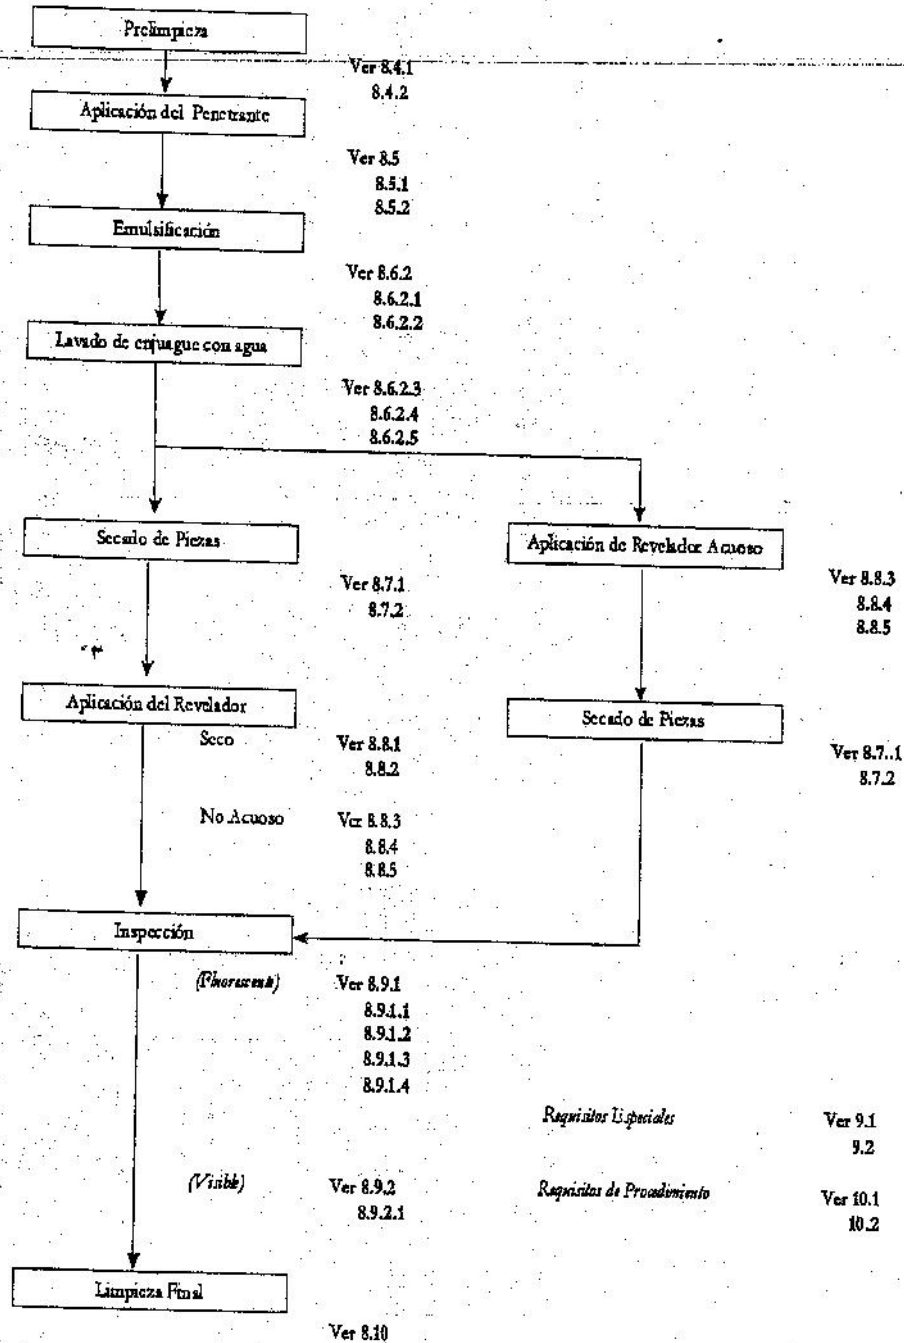 Prelimpieza
Ver 8.4.1
8.4.2
Aplicación del Penetrante
Ver 8.5
8.5.1
8.5.2
Emulsificación
Ver 8.6.2
8.6.2.1
8.6.2.2
Lavado de enjuague con agua
Ver 8.6.2.3
8.6.2.4
8.6.2.5
Secado de Piezas
Ver 8.7.1
8.7.2
Aplicación de Revelador Acuoso
Ver 8.8.3
8.8.4
8.8.5
Aplicación del Revelador
Seco
Ver 8.8.1
8.8.2
No Acuoso
Ver 8.8.3
8.8.4
8.8.5
Secado de Piezas
Ver 8.7..1
8.7.2
Inspección
(Fluorescente)
Ver 8.9.1
8.9.1.1
8.9.1.2
8.9.1.3
8.9.1.4
Requisitos Especiales
Ver 9.1
9.2
(Visible)
Ver 8.9.2
8.9.2.1
Requisitos de Procedimiento
Ver 10.1
10.2
Limpieza Final
Ver 8.10